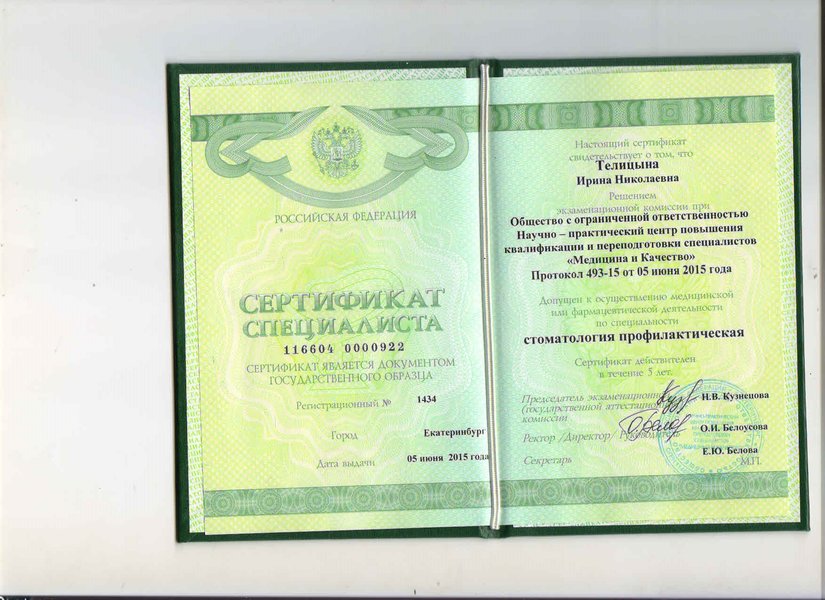 РОССИЙСКАЯ ФЕДЕРАЦИЯ
СЕРТИФИКАТ
СПЕЦИАЛИСТА
116604 0000922
СЕРТИФИКАТ ЯВЛЯЕТСЯ ДОКУМЕНТОМ
ГОСУДАРСТВЕННОГО ОБРАЗЦА
Регистрационный № 1434
Город Екатеринбург
Дата выдачи 05 июня 2015 года
Настоящий сертификат
свидетельствует о том, что
Телицына
Ирина Николаевна
Решением
экзаменационной комиссии при
Общество с ограниченной ответственностью
Научно – практический центр повышения
квалификации и переподготовки специалистов
«Медицина и Качество»
Протокол 493-15 от 05 июня 2015 года
Допущен к осуществлению медицинской
или фармацевтической деятельности
по специальности
стоматология профилактическая
Сертификат действителен
в течение 5 лет.
Председатель экзаменационной Н.В. Кузнецова
(государственной аттестационной
комиссии
Ректор /Директор/ Руководитель О.И. Белоусова
Секретарь Е.Ю. Белова
М.П.